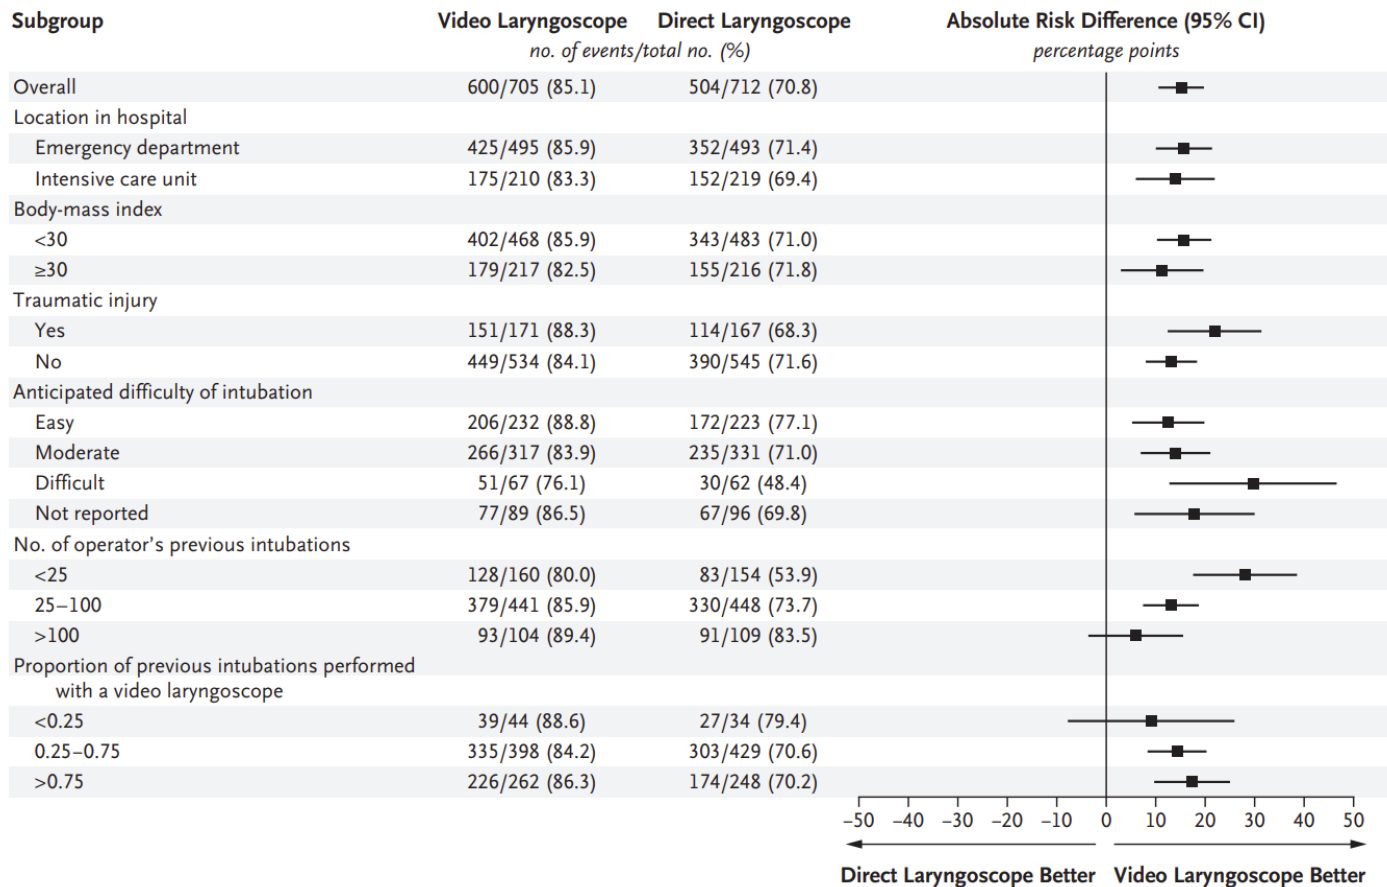 Subgroup Video Laryngoscope Direct Laryngoscope Absolute Risk Difference (95% CI)
no. of events/total no. (%) percentage points
Overall 600/705 (85.1) 504/712 (70.8)
Location in hospital
Emergency department 425/495 (85.9) 352/493 (71.4)
Intensive care unit 175/210 (83.3) 152/219 (69.4)
Body-mass index
<30 402/468 (85.9) 343/483 (71.0)
≥30 179/217 (82.5) 155/216 (71.8)
Traumatic injury
Yes 151/171 (88.3) 114/167 (68.3)
No 449/534 (84.1) 390/545 (71.6)
Anticipated difficulty of intubation
Easy 206/232 (88.8) 172/223 (77.1)
Moderate 266/317 (83.9) 235/331 (71.0)
Difficult 51/67 (76.1) 30/62 (48.4)
Not reported 77/89 (86.5) 67/96 (69.8)
No. of operator’s previous intubations
<25 128/160 (80.0) 83/154 (53.9)
25–100 379/441 (85.9) 330/448 (73.7)
>100 93/104 (89.4) 91/109 (83.5)
Proportion of previous intubations performed
with a video laryngoscope
<0.25 39/44 (88.6) 27/34 (79.4)
0.25–0.75 335/398 (84.2) 303/429 (70.6)
>0.75 226/262 (86.3) 174/248 (70.2)
–50 –40 –30 –20 –10 0 10 20 30 40 50
Direct Laryngoscope Better Video Laryngoscope Better